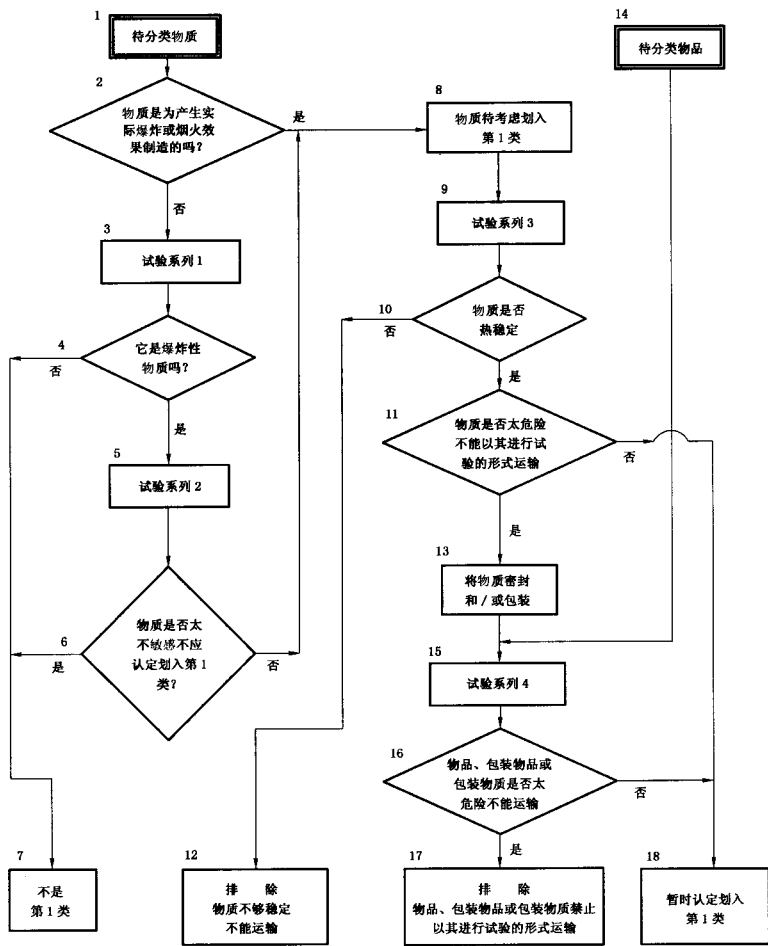 1
待分类物质
2
物质是为产生实
际爆炸或烟火效
果制造的吗?
是
否
3
试验系列1
4
它是爆炸性
物质吗?
否
是
5
试验系列2
6
物质是否太
不敏感不应
认定划入第1
类?
是
否
7
不是
第1类
8
物质待考虑划入
第1类
9
试验系列3
10
物质是否
热稳定
否
是
11
物质是否太危险
不能以其进行试
验的形式运输
否
是
12
排 除
物质不够稳定
不能运输
13
将物质密封
和/或包装
14
待分类物品
15
试验系列4
16
物品、包装物品或
包装物质是否太
危险不能运输
否
是
17
排 除
物品、包装物品或包装物质禁止
以其进行试验的形式运输
18
暂时认定划入
第1类